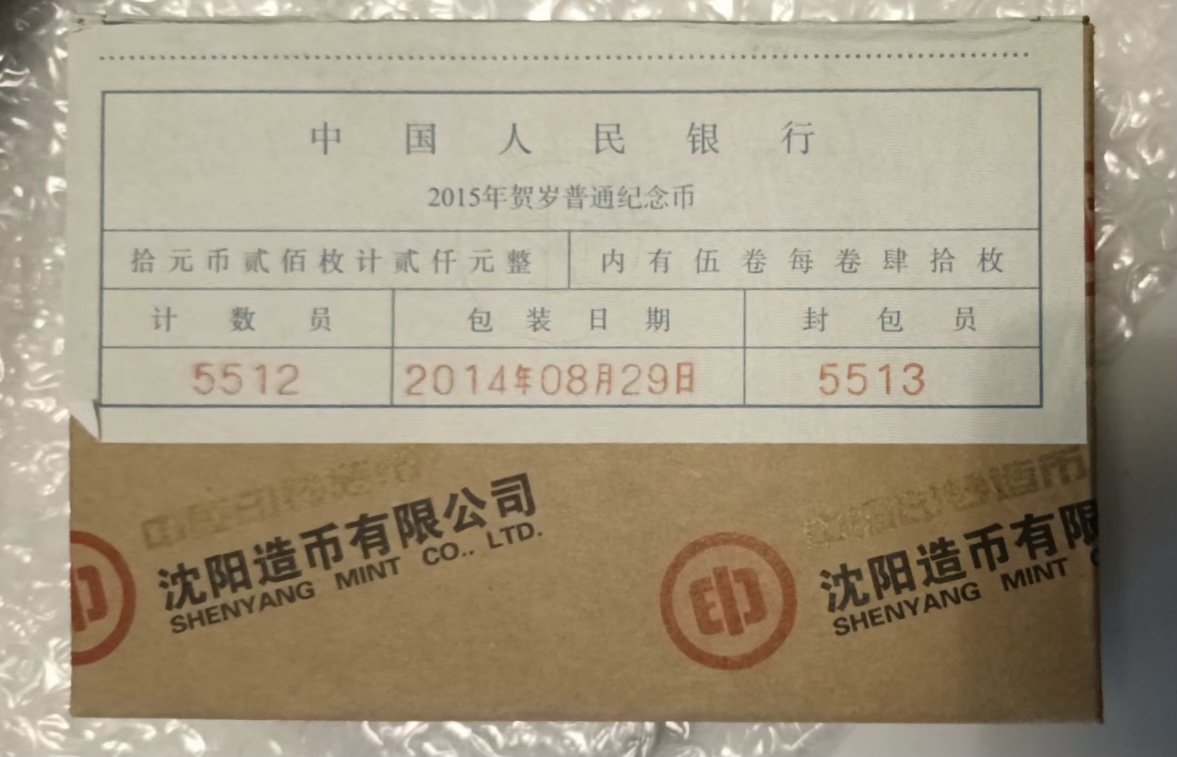 中国人民银行
2015年贺岁普通纪念币
拾元币贰佰枚计贰仟元整 内有伍卷每卷肆拾枚
计数员 包装日期 封包员
5512 2014年08月29日 5513
沈阳造币有限公司
SHENYANG MINT CO., LTD.
沈阳造币有限
SHENYANG MINT